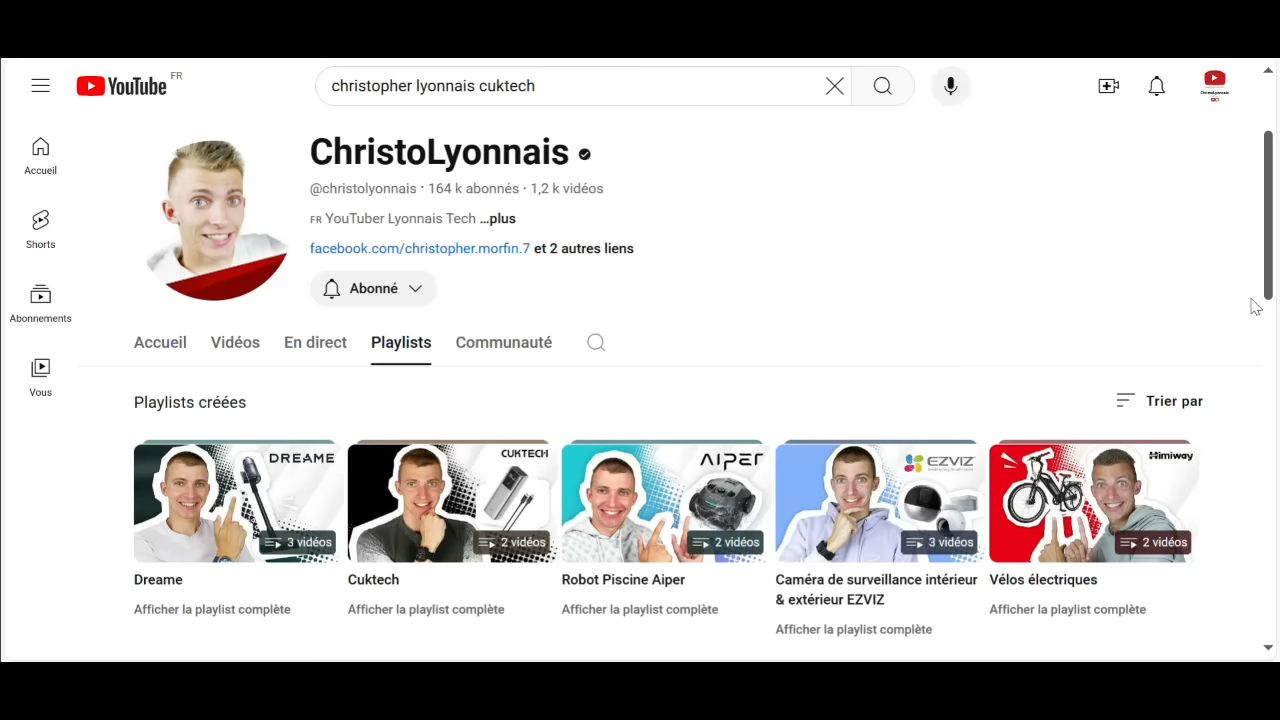 YouTube FR
christopher lyonnais cuktech
ChristoLyonnais
Accueil
Shorts
Abonnements
Vous
ChristoLyonnais
@christolyonnais · 164 k abonnés · 1,2 k vidéos
FR YouTuber Lyonnais Tech ...plus
facebook.com/christopher.morfin.7 et 2 autres liens
Abonné
Accueil Vidéos En direct Playlists Communauté
Playlists créées
Trier par
DREAME
3 vidéos
CUKTECH
2 vidéos
AIPER
2 vidéos
EZVIZ
3 vidéos
Himiway
2 vidéos
Dreame
Afficher la playlist complète
Cuktech
Afficher la playlist complète
Robot Piscine Aiper
Afficher la playlist complète
Caméra de surveillance intérieur
& extérieur EZVIZ
Afficher la playlist complète
Vélos électriques
Afficher la playlist complète